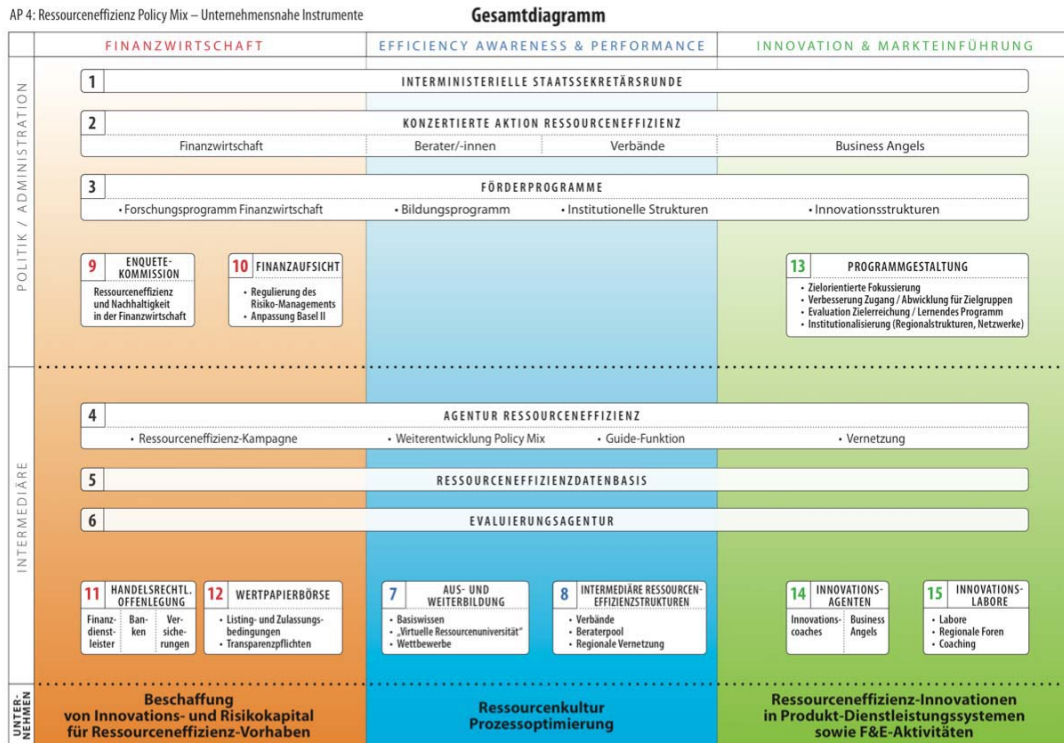 AP 4: Ressourceneffizienz Policy Mix – Unternehmensnahe Instrumente
Gesamtdiagramm
FINANZWIRTSCHAFT
EFFICIENCY AWARENESS & PERFORMANCE
INNOVATION & MARKTEINFÜHRUNG
POLITIK / ADMINISTRATION
1 INTERMINISTERIELLE STAATSSEKRETÄRSRUNDE
2 KONZERTIERTE AKTION RESSOURCENEFFIZIENZ
Finanzwirtschaft
Berater/-innen
Verbände
Business Angels
3 FÖRDERPROGRAMME
• Forschungsprogramm Finanzwirtschaft
• Bildungsprogramm
• Institutionelle Strukturen
• Innovationsstrukturen
9 ENQUETE-
KOMMISSION
Ressourceneffizienz
und Nachhaltigkeit
in der Finanzwirtschaft
10 FINANZAUFSICHT
• Regulierung des
Risiko-Managements
• Anpassung Basel II
13 PROGRAMMGESTALTUNG
• Zielorientierte Fokussierung
• Verbesserung Zugang / Abwicklung für Zielgruppen
• Evaluation Zielerreichung / Lernendes Programm
• Institutionalisierung (Regionalstrukturen, Netzwerke)
INTERMEDIÄRE
4 AGENTUR RESSOURCENEFFIZIENZ
• Ressourceneffizienz-Kampagne
• Weiterentwicklung Policy Mix
• Guide-Funktion
• Vernetzung
5 RESSOURCENEFFIZIENZDATENBASIS
6 EVALUIERUNGSAGENTUR
11 HANDELSRECHTL.
OFFENLEGUNG
Finanz-
dienst-
leister
Ban-
ken
Ver-
siche-
rungen
12 WERTPAPIERBÖRSE
• Listing- und Zulassungs-
bedingungen
• Transparenzpflichten
7 AUS- UND
WEITERBILDUNG
• Basiswissen
• „Virtuelle Ressourcenuniversität“
• Wettbewerbe
8 INTERMEDIÄRE RESSOURCEN-
EFFIZIENZSTRUKTUREN
• Verbände
• Beraterpool
• Regionale Vernetzung
14 INNOVATIONS-
AGENTEN
Innovations-
coaches
Business
Angels
15 INNOVATIONS-
LABORE
• Labore
• Regionale Foren
• Coaching
UNTER-
NEHMEN
Beschaffung
von Innovations- und Risikokapital
für Ressourceneffizienz-Vorhaben
Ressourcenkultur
Prozessoptimierung
Ressourceneffizienz-Innovationen
in Produkt-Dienstleistungssystemen
sowie F&E-Aktivitäten